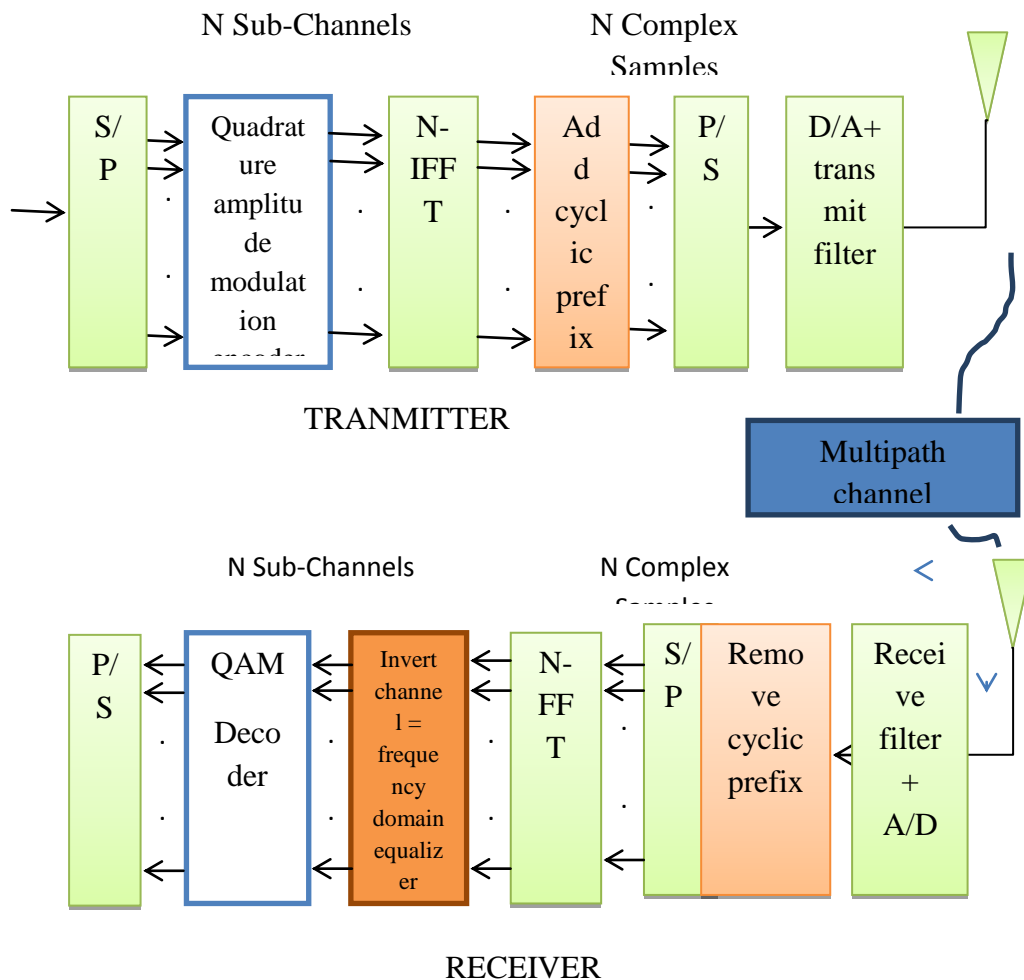 N Sub-Channels
N Complex
Samples
S/
P
Quadrat
ure
amplitu
de
modulat
ion
encoder
N-
IFF
T
Ad
d
cycl
ic
pref
ix
P/
S
D/A+
trans
mit
filter
TRANMITTER
Multipath
channel
N Sub-Channels
N Complex
Samples
P/
S
QAM
Deco
der
Invert
channe
l =
freque
ncy
domain
equaliz
er
N-
FF
T
S/
P
Remo
ve
cyclic
prefix
Recei
ve
filter
+
A/D
RECEIVER